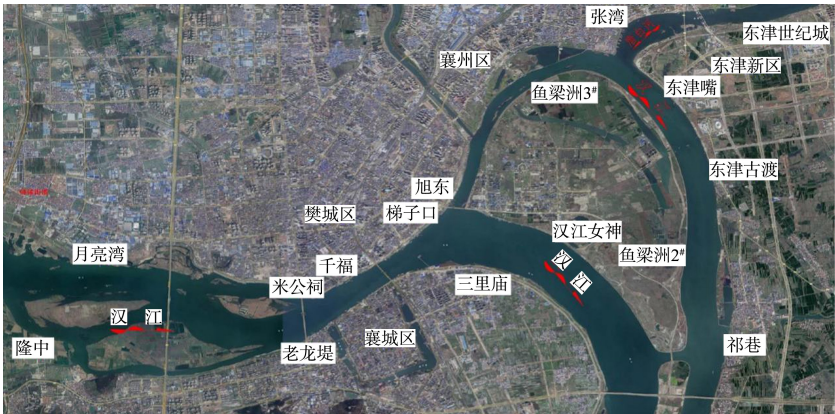 张湾
东津世纪城
襄州区
东津新区
东津嘴
鱼梁洲3#
东津古渡
旭东
樊城区
梯子口
汉江女神
月亮湾
鱼梁洲2#
千福
汉江
米公祠
三里庙
汉江
隆中
老龙堤
襄城区
祁巷